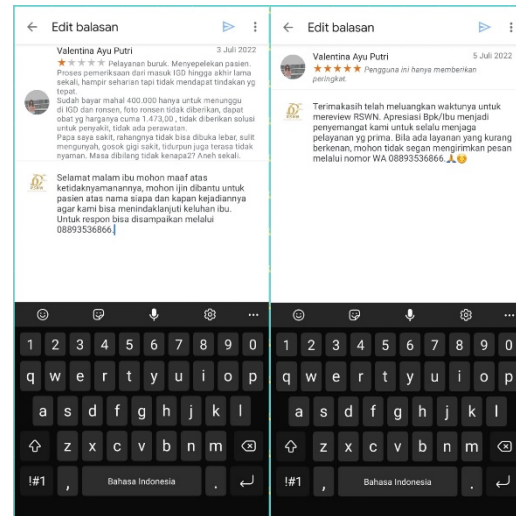 Edit balasan
Valentina Ayu Putri
3 Juli 2022
Pelayanan buruk. Menyepelekan pasien.
Proses pemeriksaan dari masuk IGD hingga akhir lama
sekali, hampir seharian tapi tidak mendapat tindakan yg
tepat.
Sudah bayar mahal 400.000 hanya untuk menunggu
di IGD dan ronsen, foto ronsen tidak diberikan, dapat
obat yg harganya cuma 1.473,00 , tidak diberikan solusi
untuk penyakit, tidak ada perawatan.
Papa saya sakit, rahangnya tidak bisa dibuka lebar, sulit
mengunyah, gosok gigi sakit, tidurpun juga terasa tidak
nyaman. Masa dibilang tidak kenapa2? Aneh sekali.
Selamat malam ibu mohon maaf atas
ketidaknyamanannya, mohon ijin dibantu untuk
pasien atas nama siapa dan kapan kejadiannya
agar kami bisa menindaklanjuti keluhan ibu.
Untuk respon bisa disampaikan melalui
08893536866.
1 2 3 4 5 6 7 8 9 0
q w e r t y u i o p
a s d f g h j k l
z x c v b n m
!#1 , Bahasa Indonesia .
Edit balasan
Valentina Ayu Putri
5 Juli 2022
Pengguna ini hanya memberikan
peringkat.
Terimakasih telah meluangkan waktunya untuk
mereview RSWN. Apresiasi Bpk/Ibu menjadi
penyemangat kami untuk selalu menjaga
pelayanan yg prima. Bila ada layanan yang kurang
berkenan, mohon tidak segan mengirimkan pesan
melalui nomor WA 08893536866.🙏😊
1 2 3 4 5 6 7 8 9 0
q w e r t y u i o p
a s d f g h j k l
z x c v b n m
!#1 , Bahasa Indonesia .